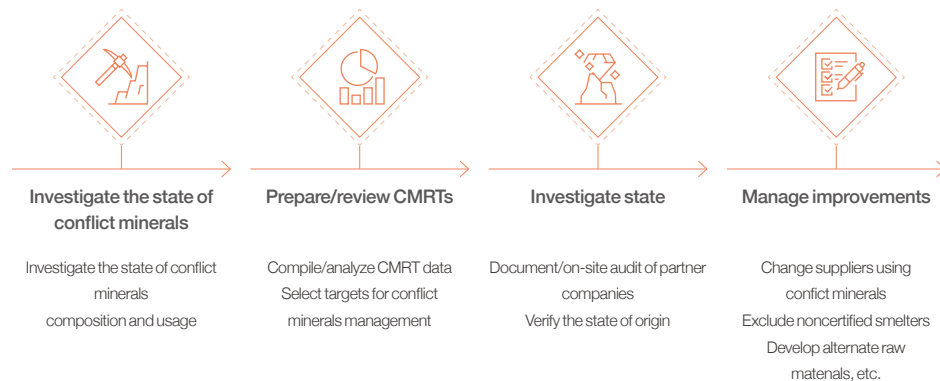 Investigate the state of
conflict minerals
Investigate the state of conflict
minerals
composition and usage
Prepare/review CMRTs
Compile/analyze CMRT data
Select targets for conflict
minerals management
Investigate state
Document/on-site audit of partner
companies
Verify the state of origin
Manage improvements
Change suppliers using
confict minerals
Exclude noncertified smelters
Develop alternate raw
matenals, etc.